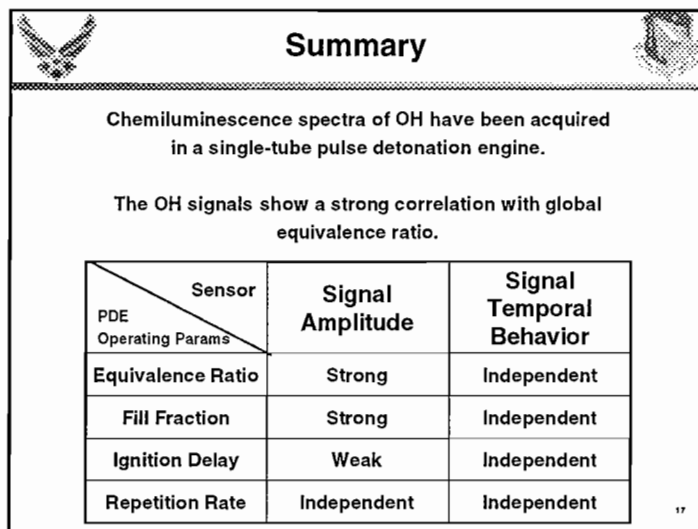 Summary
Chemiluminescence spectra of OH have been acquired
in a single-tube pulse detonation engine.
The OH signals show a strong correlation with global
equivalence ratio.
Sensor
PDE
Operating Params
Signal
Amplitude
Signal
Temporal
Behavior
Equivalence Ratio Strong Independent
Fill Fraction Strong Independent
Ignition Delay Weak Independent
Repetition Rate Independent Independent
17